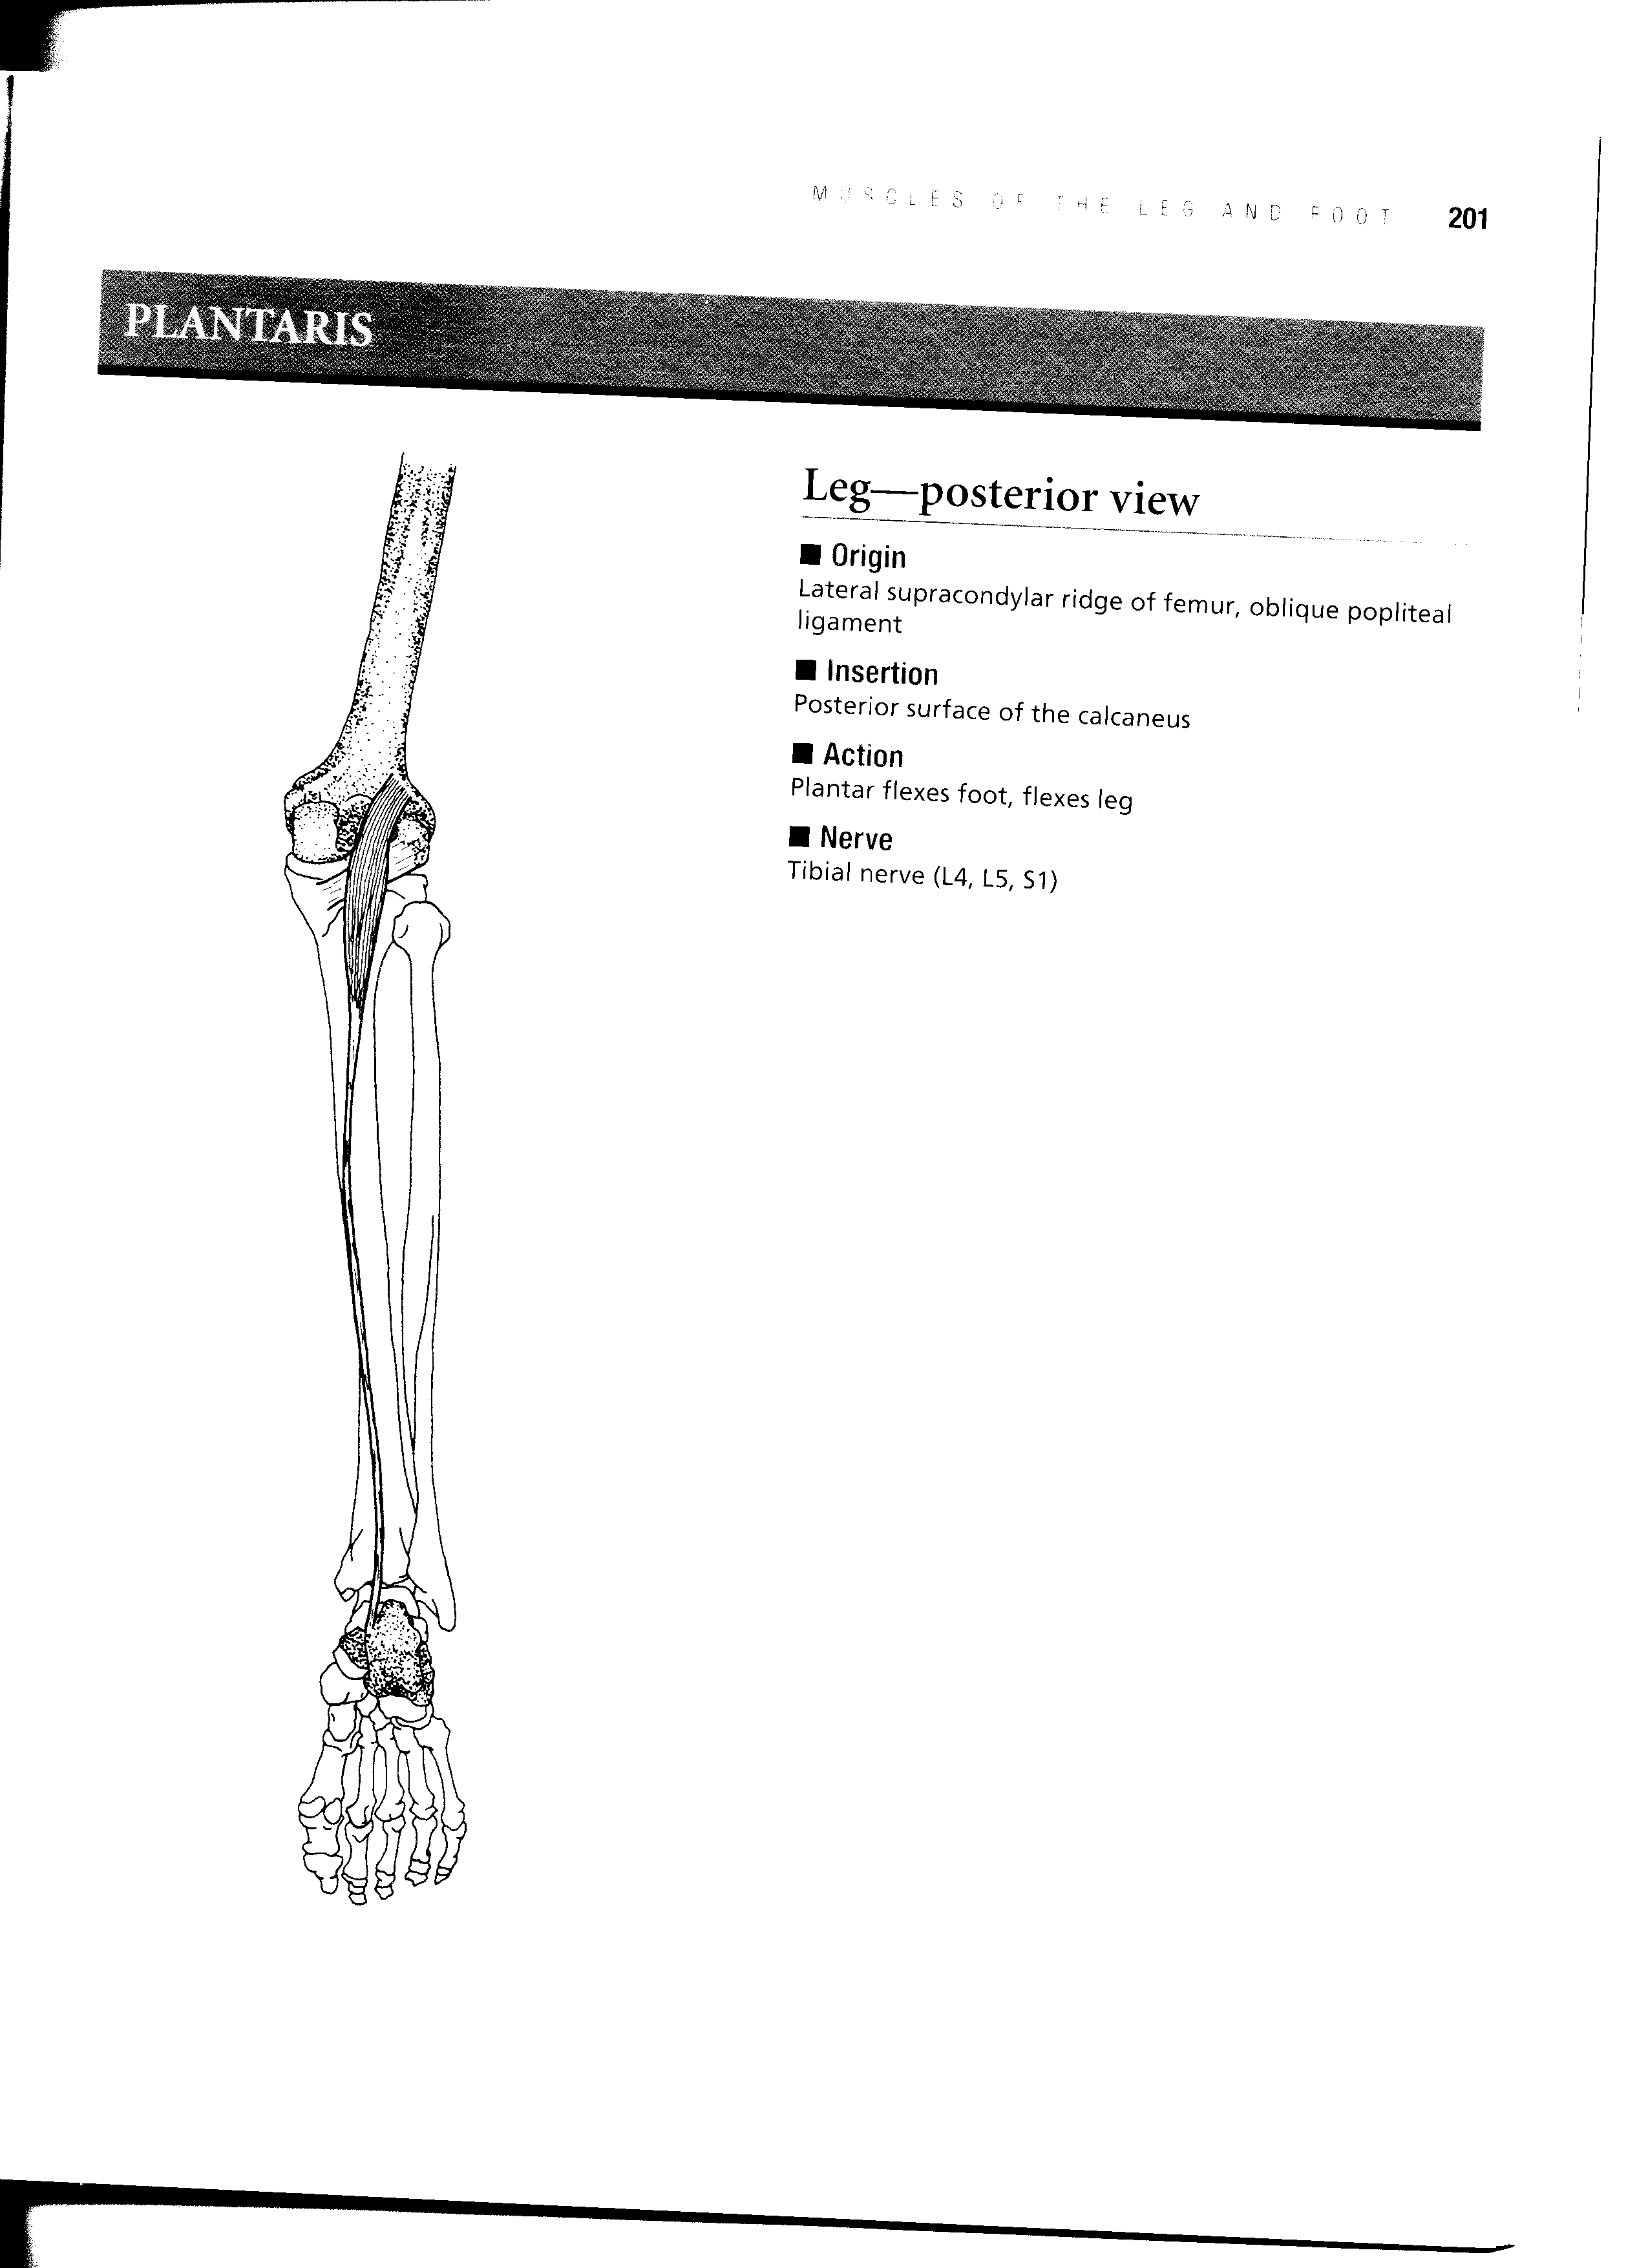 MUSCLES OF THE LEG AND FOOT 201
PLANTARIS
Leg—posterior view
■ Origin
Lateral supracondylar ridge of femur, oblique popliteal
ligament
■ Insertion
Posterior surface of the calcaneus
■ Action
Plantar flexes foot, flexes leg
■ Nerve
Tibial nerve (L4, L5, S1)